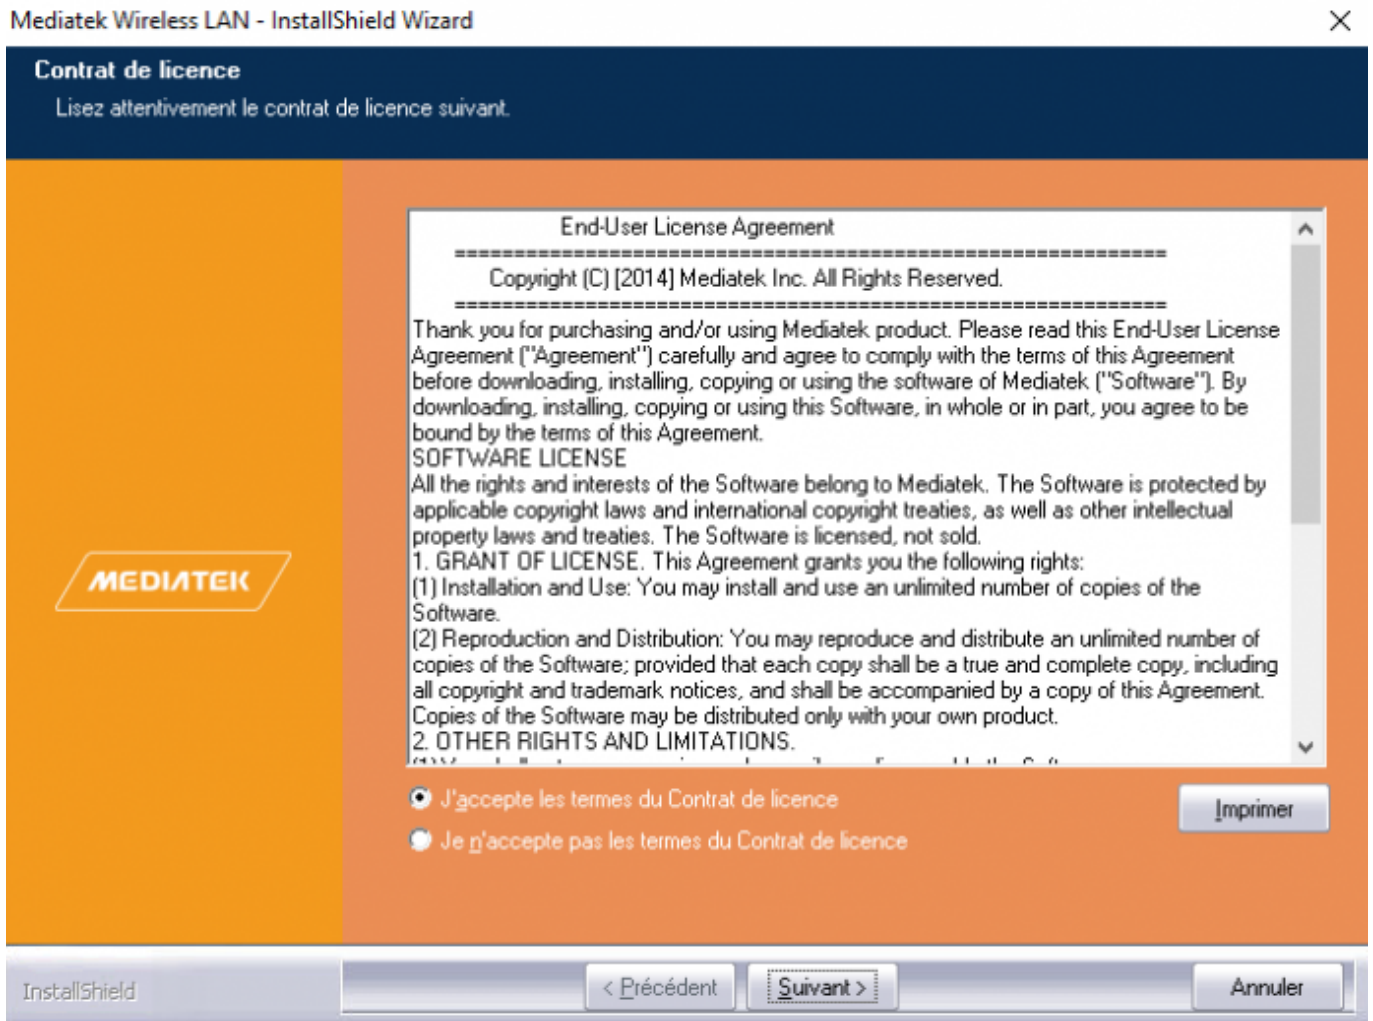 Mediatek Wireless LAN - InstallShield Wizard
Contrat de licence
Lisez attentivement le contrat de licence suivant.
End-User License Agreement
===============================================================
Copyright (C) [2014] Mediatek Inc. All Rights Reserved.
===============================================================
Thank you for purchasing and/or using Mediatek product. Please read this End-User License
Agreement ("Agreement") carefully and agree to comply with the terms of this Agreement
before downloading, installing, copying or using the software of Mediatek ("Software"). By
downloading, installing, copying or using this Software, in whole or in part, you agree to be
bound by the terms of this Agreement.
SOFTWARE LICENSE
All the rights and interests of the Software belong to Mediatek. The Software is protected by
applicable copyright laws and international copyright treaties, as well as other intellectual
property laws and treaties. The Software is licensed, not sold.
1. GRANT OF LICENSE. This Agreement grants you the following rights:
(1) Installation and Use: You may install and use an unlimited number of copies of the
Software.
(2) Reproduction and Distribution: You may reproduce and distribute an unlimited number of
copies of the Software; provided that each copy shall be a true and complete copy, including
all copyright and trademark notices, and shall be accompanied by a copy of this Agreement.
Copies of the Software may be distributed only with your own product.
2. OTHER RIGHTS AND LIMITATIONS.
MEDIATEK
J'accepte les termes du Contrat de licence
Imprimer
Je n'accepte pas les termes du Contrat de licence
InstallShield
< Précédent
Suivant >
Annuler